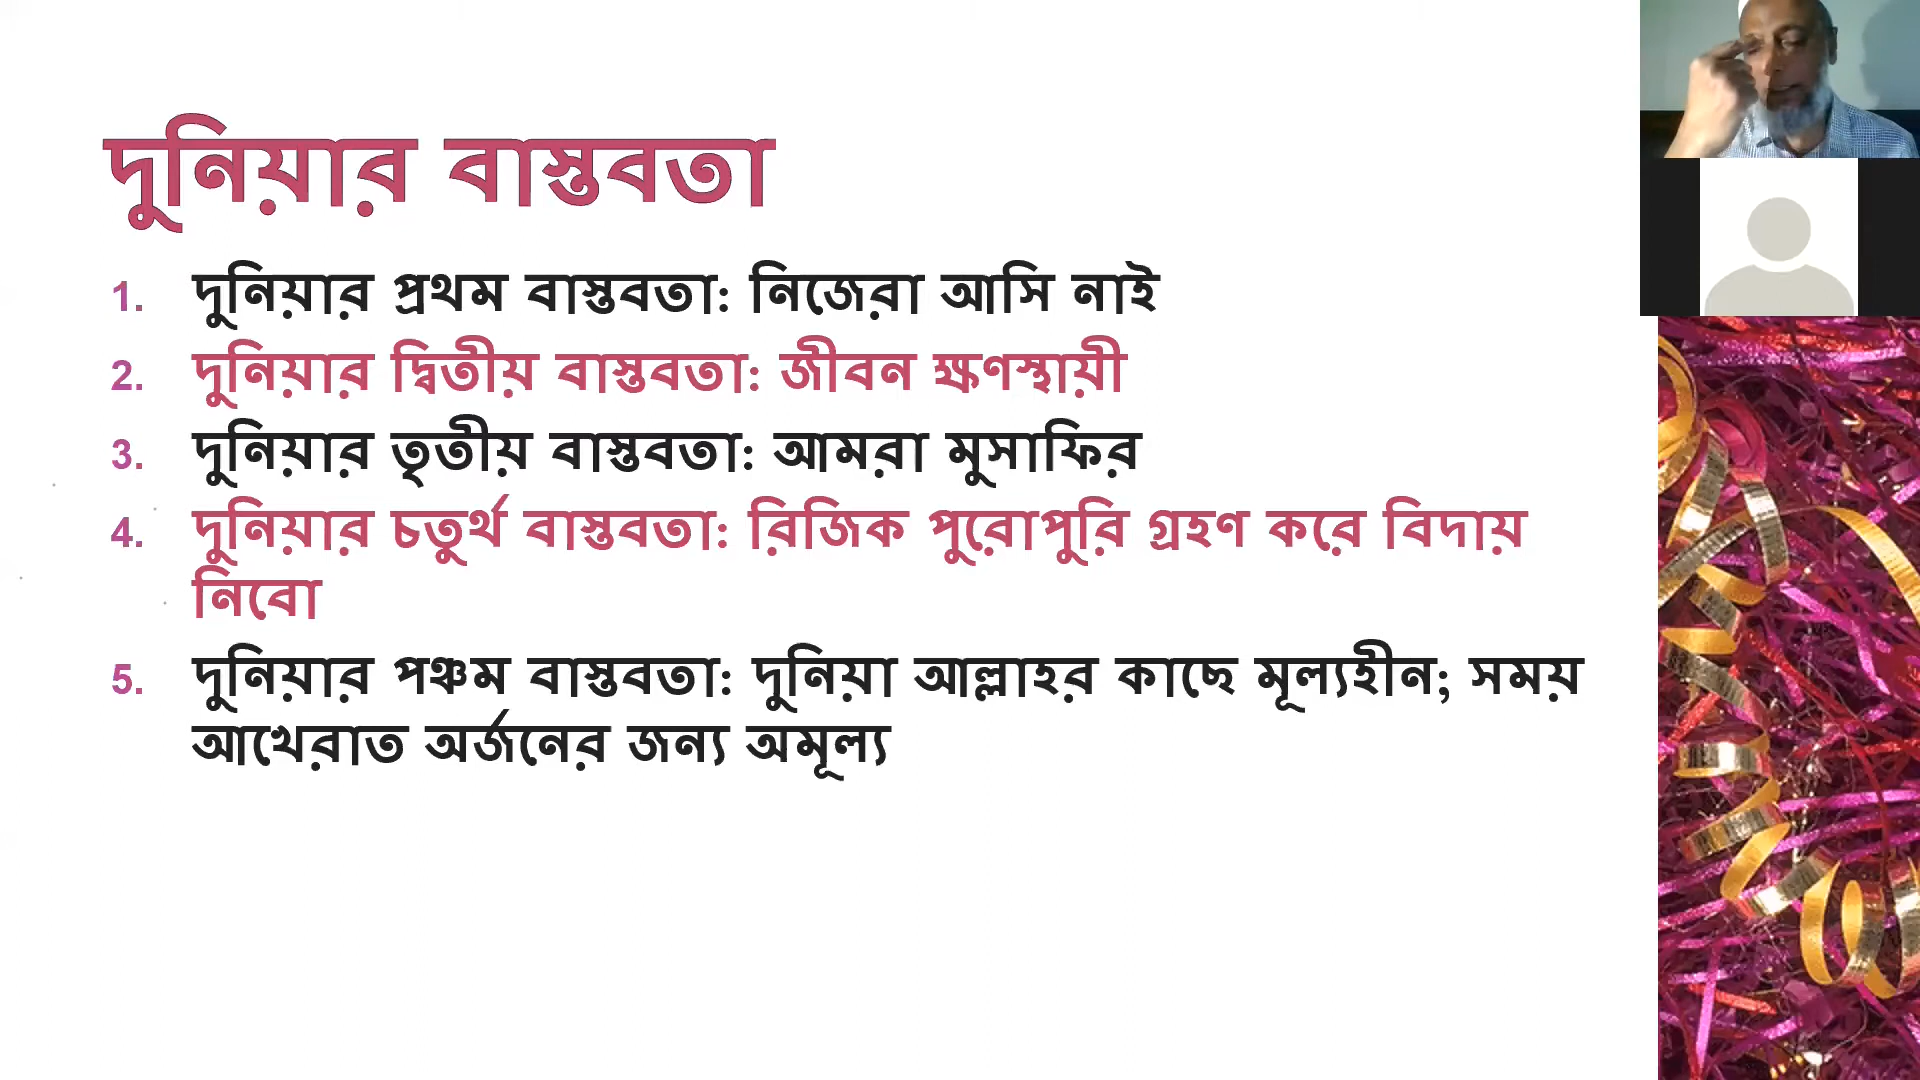 দুনিয়ার বাস্তবতা
1. দুনিয়ার প্রথম বাস্তবতা: নিজেরা আসি নাই
2. দুনিয়ার দ্বিতীয় বাস্তবতা: জীবন ক্ষণস্থায়ী
3. দুনিয়ার তৃতীয় বাস্তবতা: আমরা মুসাফির
4. দুনিয়ার চতুর্থ বাস্তবতা: রিজিক পুরোপুরি গ্রহণ করে বিদায়
নিবো
5. দুনিয়ার পঞ্চম বাস্তবতা: দুনিয়া আল্লাহর কাছে মূল্যহীন; সময়
আখেরাত অর্জনের জন্য অমূল্য